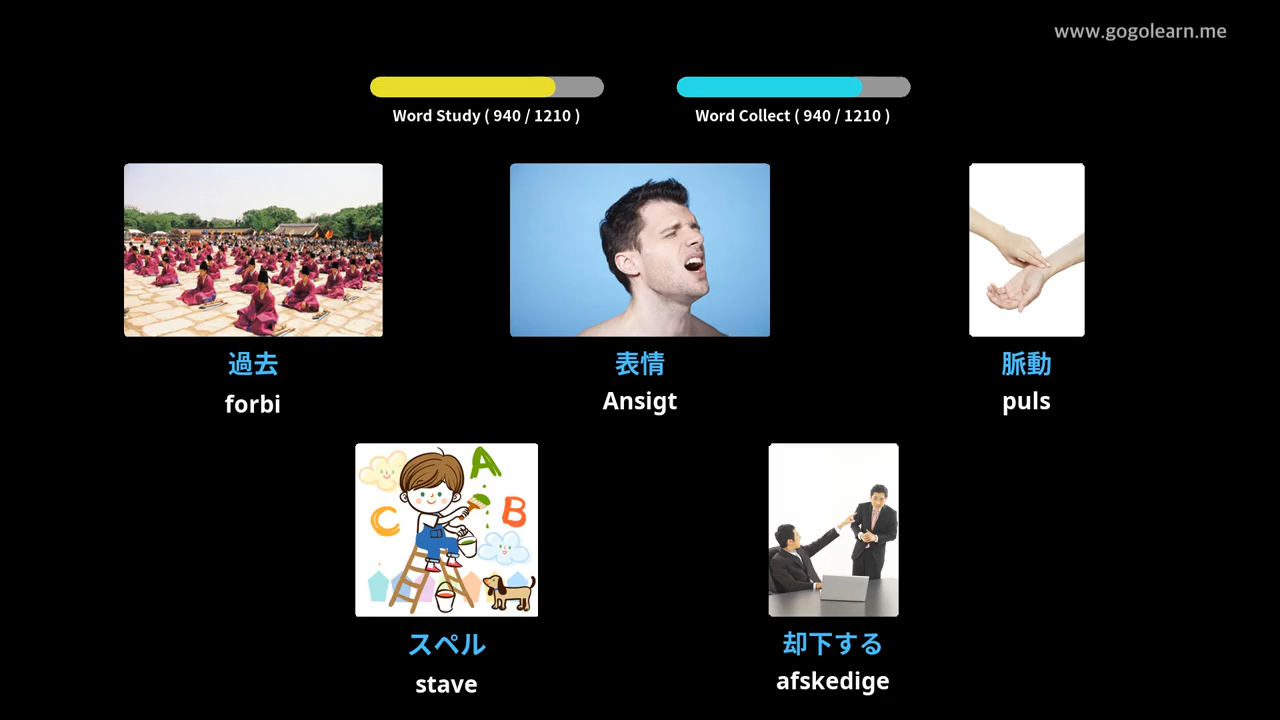 www.gogolearn.me
Word Study ( 940 / 1210 )
Word Collect ( 940 / 1210 )
過去
forbi
表情
Ansigt
脈動
puls
A
B
C
スペル
stave
却下する
afskedige